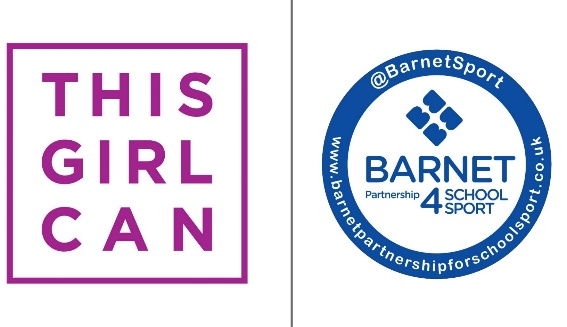 THIS
GIRL
CAN
@BarnetSport
BARNET
Partnership 4 SCHOOL
SPORT
www.barnetpartnershipforschoolsport.co.uk